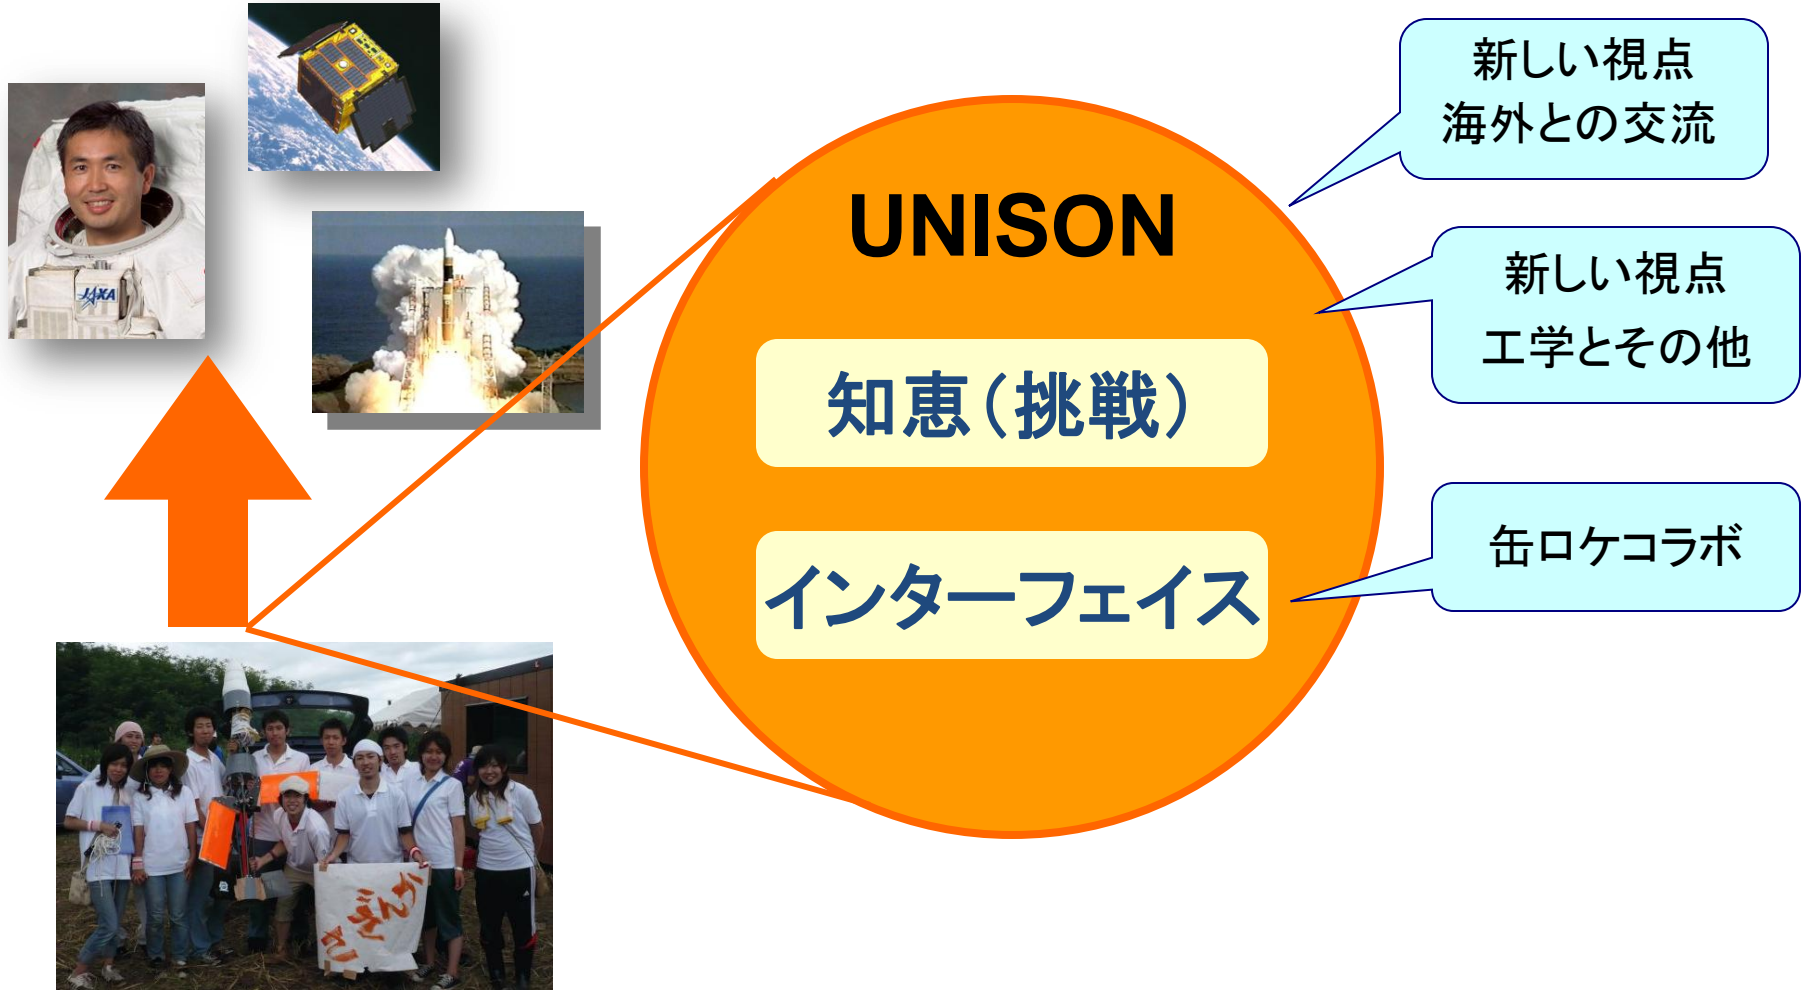 新しい視点
海外との交流
UNISON
新しい視点
工学とその他
JAXA
知恵（挑戦）
缶ロケコラボ
インターフェイス